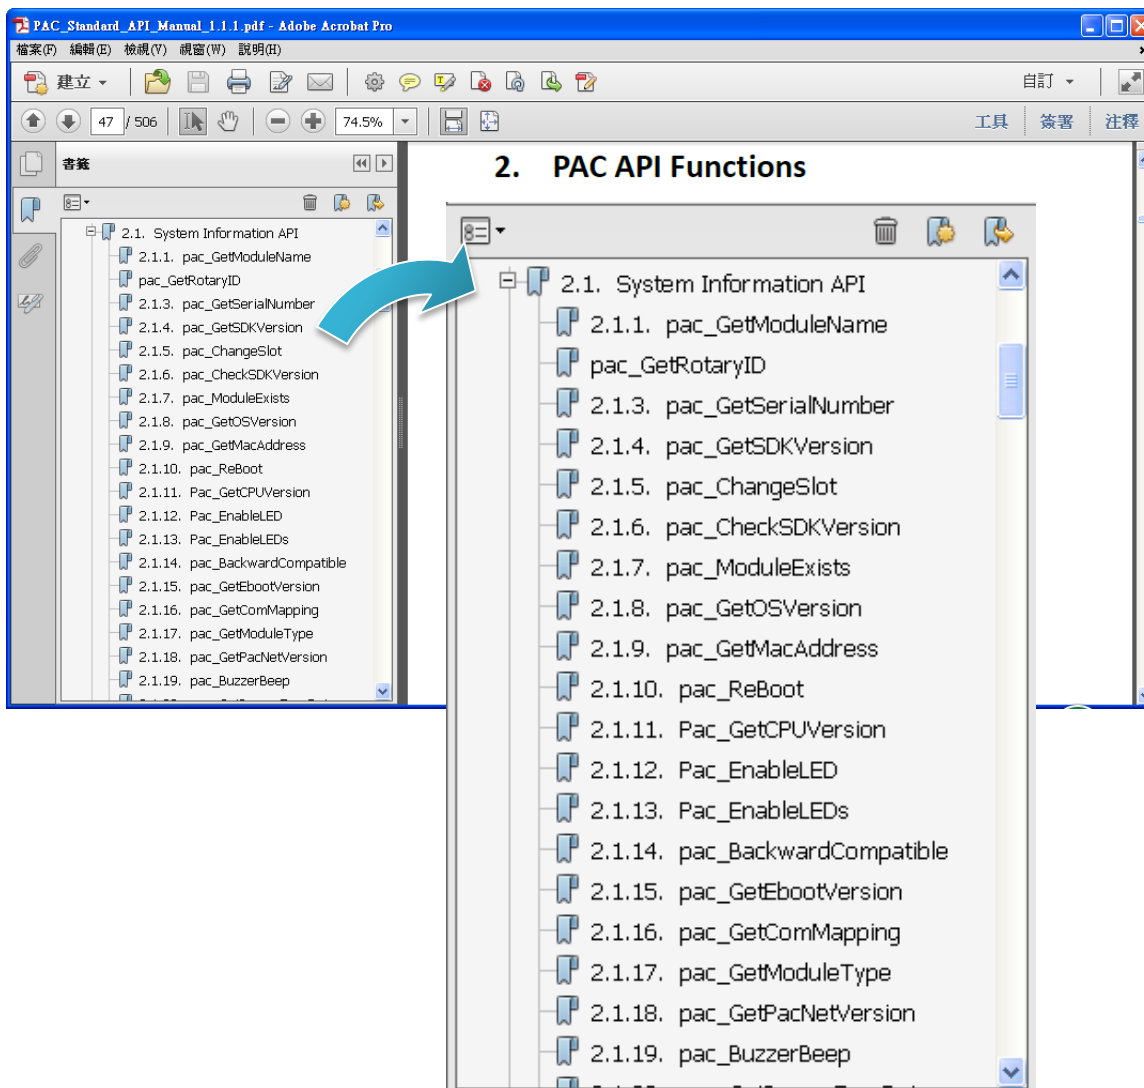 PAC_Standard_API_Manual_1.1.1.pdf - Adobe Acrobat Pro
檔案(F) 編輯(E) 檢視(V) 視窗(W) 說明(H)
建立 自訂
47 / 506 74.5% 工具 簽署 注釋
書籤
2.1. System Information API
2.1.1. pac_GetModuleName
pac_GetRotaryID
2.1.3. pac_GetSerialNumber
2.1.4. pac_GetSDKVersion
2.1.5. pac_ChangeSlot
2.1.6. pac_CheckSDKVersion
2.1.7. pac_ModuleExists
2.1.8. pac_GetOSVersion
2.1.9. pac_GetMacAddress
2.1.10. pac_ReBoot
2.1.11. Pac_GetCPUVersion
2.1.12. Pac_EnableLED
2.1.13. Pac_EnableLEDs
2.1.14. pac_BackwardCompatible
2.1.15. pac_GetEbootVersion
2.1.16. pac_GetComMapping
2.1.17. pac_GetModuleType
2.1.18. pac_GetPacNetVersion
2.1.19. pac_BuzzerBeep
2. PAC API Functions
2.1. System Information API
2.1.1. pac_GetModuleName
pac_GetRotaryID
2.1.3. pac_GetSerialNumber
2.1.4. pac_GetSDKVersion
2.1.5. pac_ChangeSlot
2.1.6. pac_CheckSDKVersion
2.1.7. pac_ModuleExists
2.1.8. pac_GetOSVersion
2.1.9. pac_GetMacAddress
2.1.10. pac_ReBoot
2.1.11. Pac_GetCPUVersion
2.1.12. Pac_EnableLED
2.1.13. Pac_EnableLEDs
2.1.14. pac_BackwardCompatible
2.1.15. pac_GetEbootVersion
2.1.16. pac_GetComMapping
2.1.17. pac_GetModuleType
2.1.18. pac_GetPacNetVersion
2.1.19. pac_BuzzerBeep